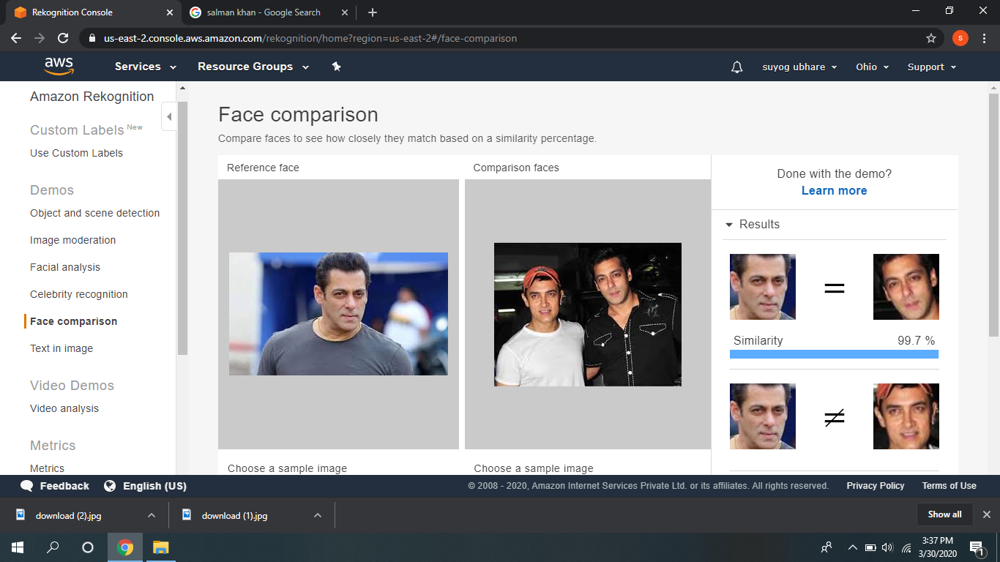 Rekognition Console
salman khan - Google Search
us-east-2.console.aws.amazon.com/rekognition/home?region=us-east-2#/face-comparison
s
aws
Services
Resource Groups
suyog ubhare
Ohio
Support
Amazon Rekognition
Custom Labels New
Use Custom Labels
Demos
Object and scene detection
Image moderation
Facial analysis
Celebrity recognition
Face comparison
Text in image
Video Demos
Video analysis
Metrics
Metrics
Face comparison
Compare faces to see how closely they match based on a similarity percentage.
Reference face
Comparison faces
Choose a sample image
Choose a sample image
Done with the demo?
Learn more
Results
=
Similarity 99.7 %
≠
Feedback
English (US)
© 2008 - 2020, Amazon Internet Services Private Ltd. or its affiliates. All rights reserved.
Privacy Policy
Terms of Use
download (2).jpg
download (1).jpg
Show all
3:37 PM
3/30/2020
1